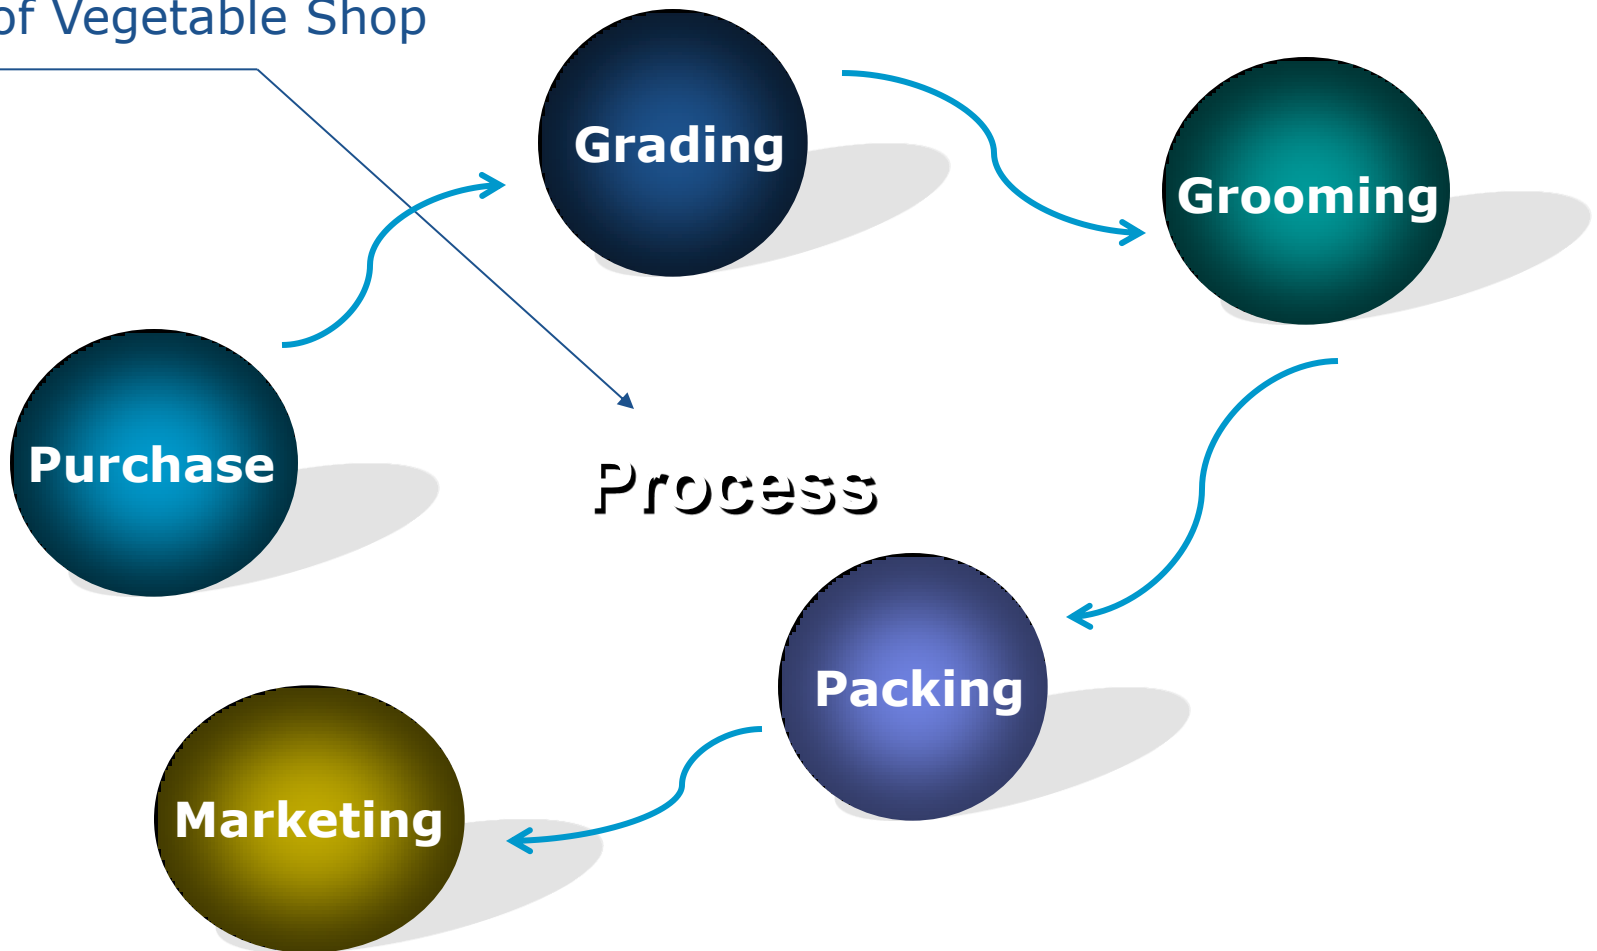 of Vegetable Shop
Grading
Grooming
Purchase
Process
Packing
Marketing